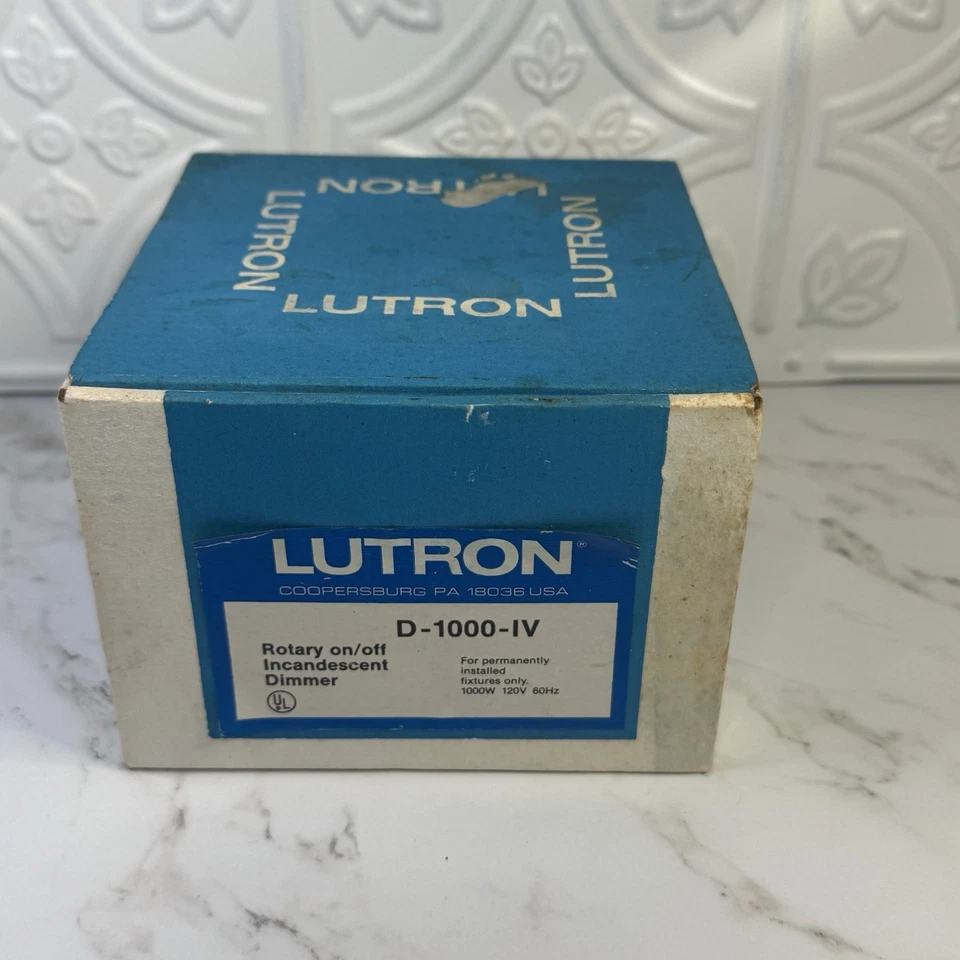 LUTRON
LUTRON
LUTRON
LUTRON
LUTRON®
COOPERSBURG PA 18036 USA
D-1000-IV
Rotary on/off
Incandescent
Dimmer
For permanently
installed
fixtures only.
1000W 120V 60Hz
UL